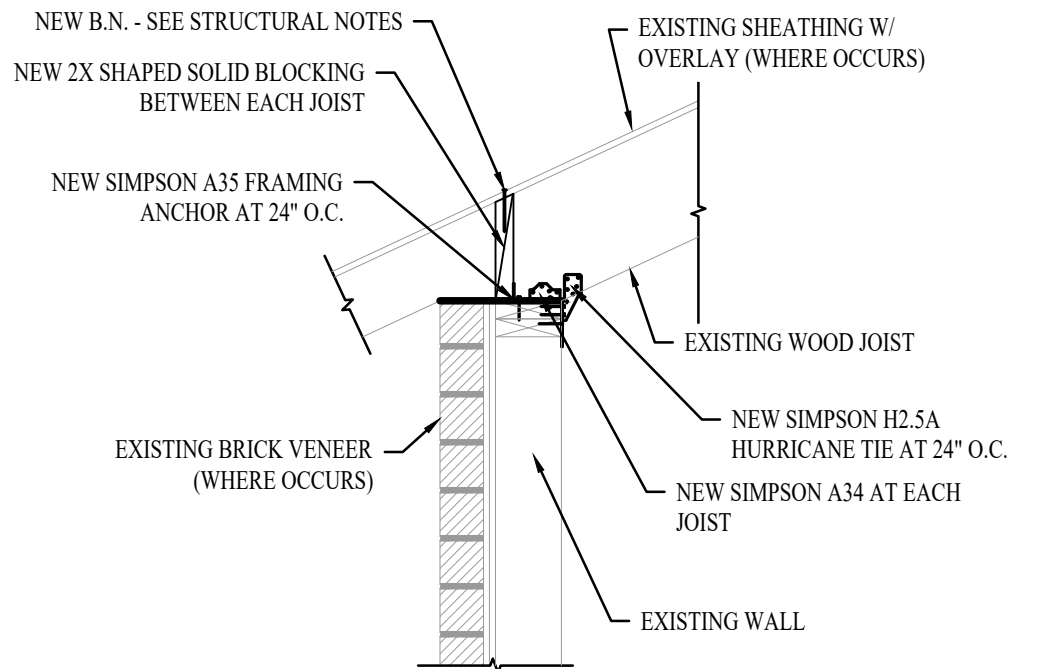 NEW B.N. - SEE STRUCTURAL NOTES
NEW 2X SHAPED SOLID BLOCKING
BETWEEN EACH JOIST
NEW SIMPSON A35 FRAMING
ANCHOR AT 24" O.C.
EXISTING BRICK VENEER
(WHERE OCCURS)
EXISTING SHEATHING W/
OVERLAY (WHERE OCCURS)
EXISTING WOOD JOIST
NEW SIMPSON H2.5A
HURRICANE TIE AT 24" O.C.
NEW SIMPSON A34 AT EACH
JOIST
EXISTING WALL